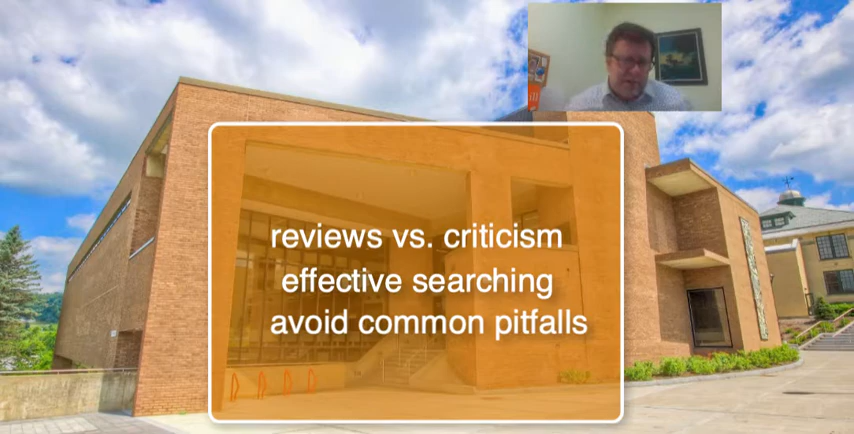 reviews vs. criticism
effective searching
avoid common pitfalls